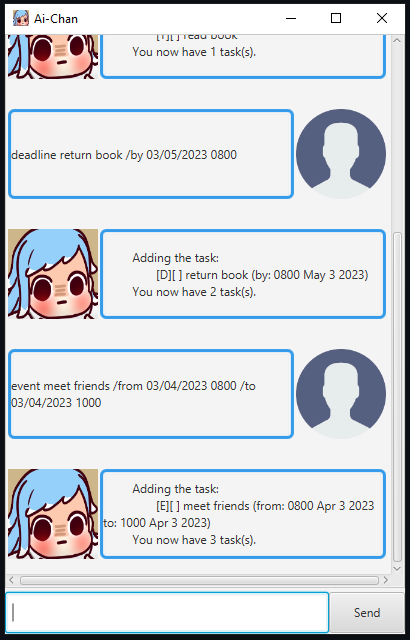 Ai-Chan
[T][ ] read book
You now have 1 task(s).
deadline return book /by 03/05/2023 0800
Adding the task:
[D][ ] return book (by: 0800 May 3 2023)
You now have 2 task(s).
event meet friends /from 03/04/2023 0800 /to
03/04/2023 1000
Adding the task:
[E][ ] meet friends (from: 0800 Apr 3 2023
to: 1000 Apr 3 2023)
You now have 3 task(s).
Send